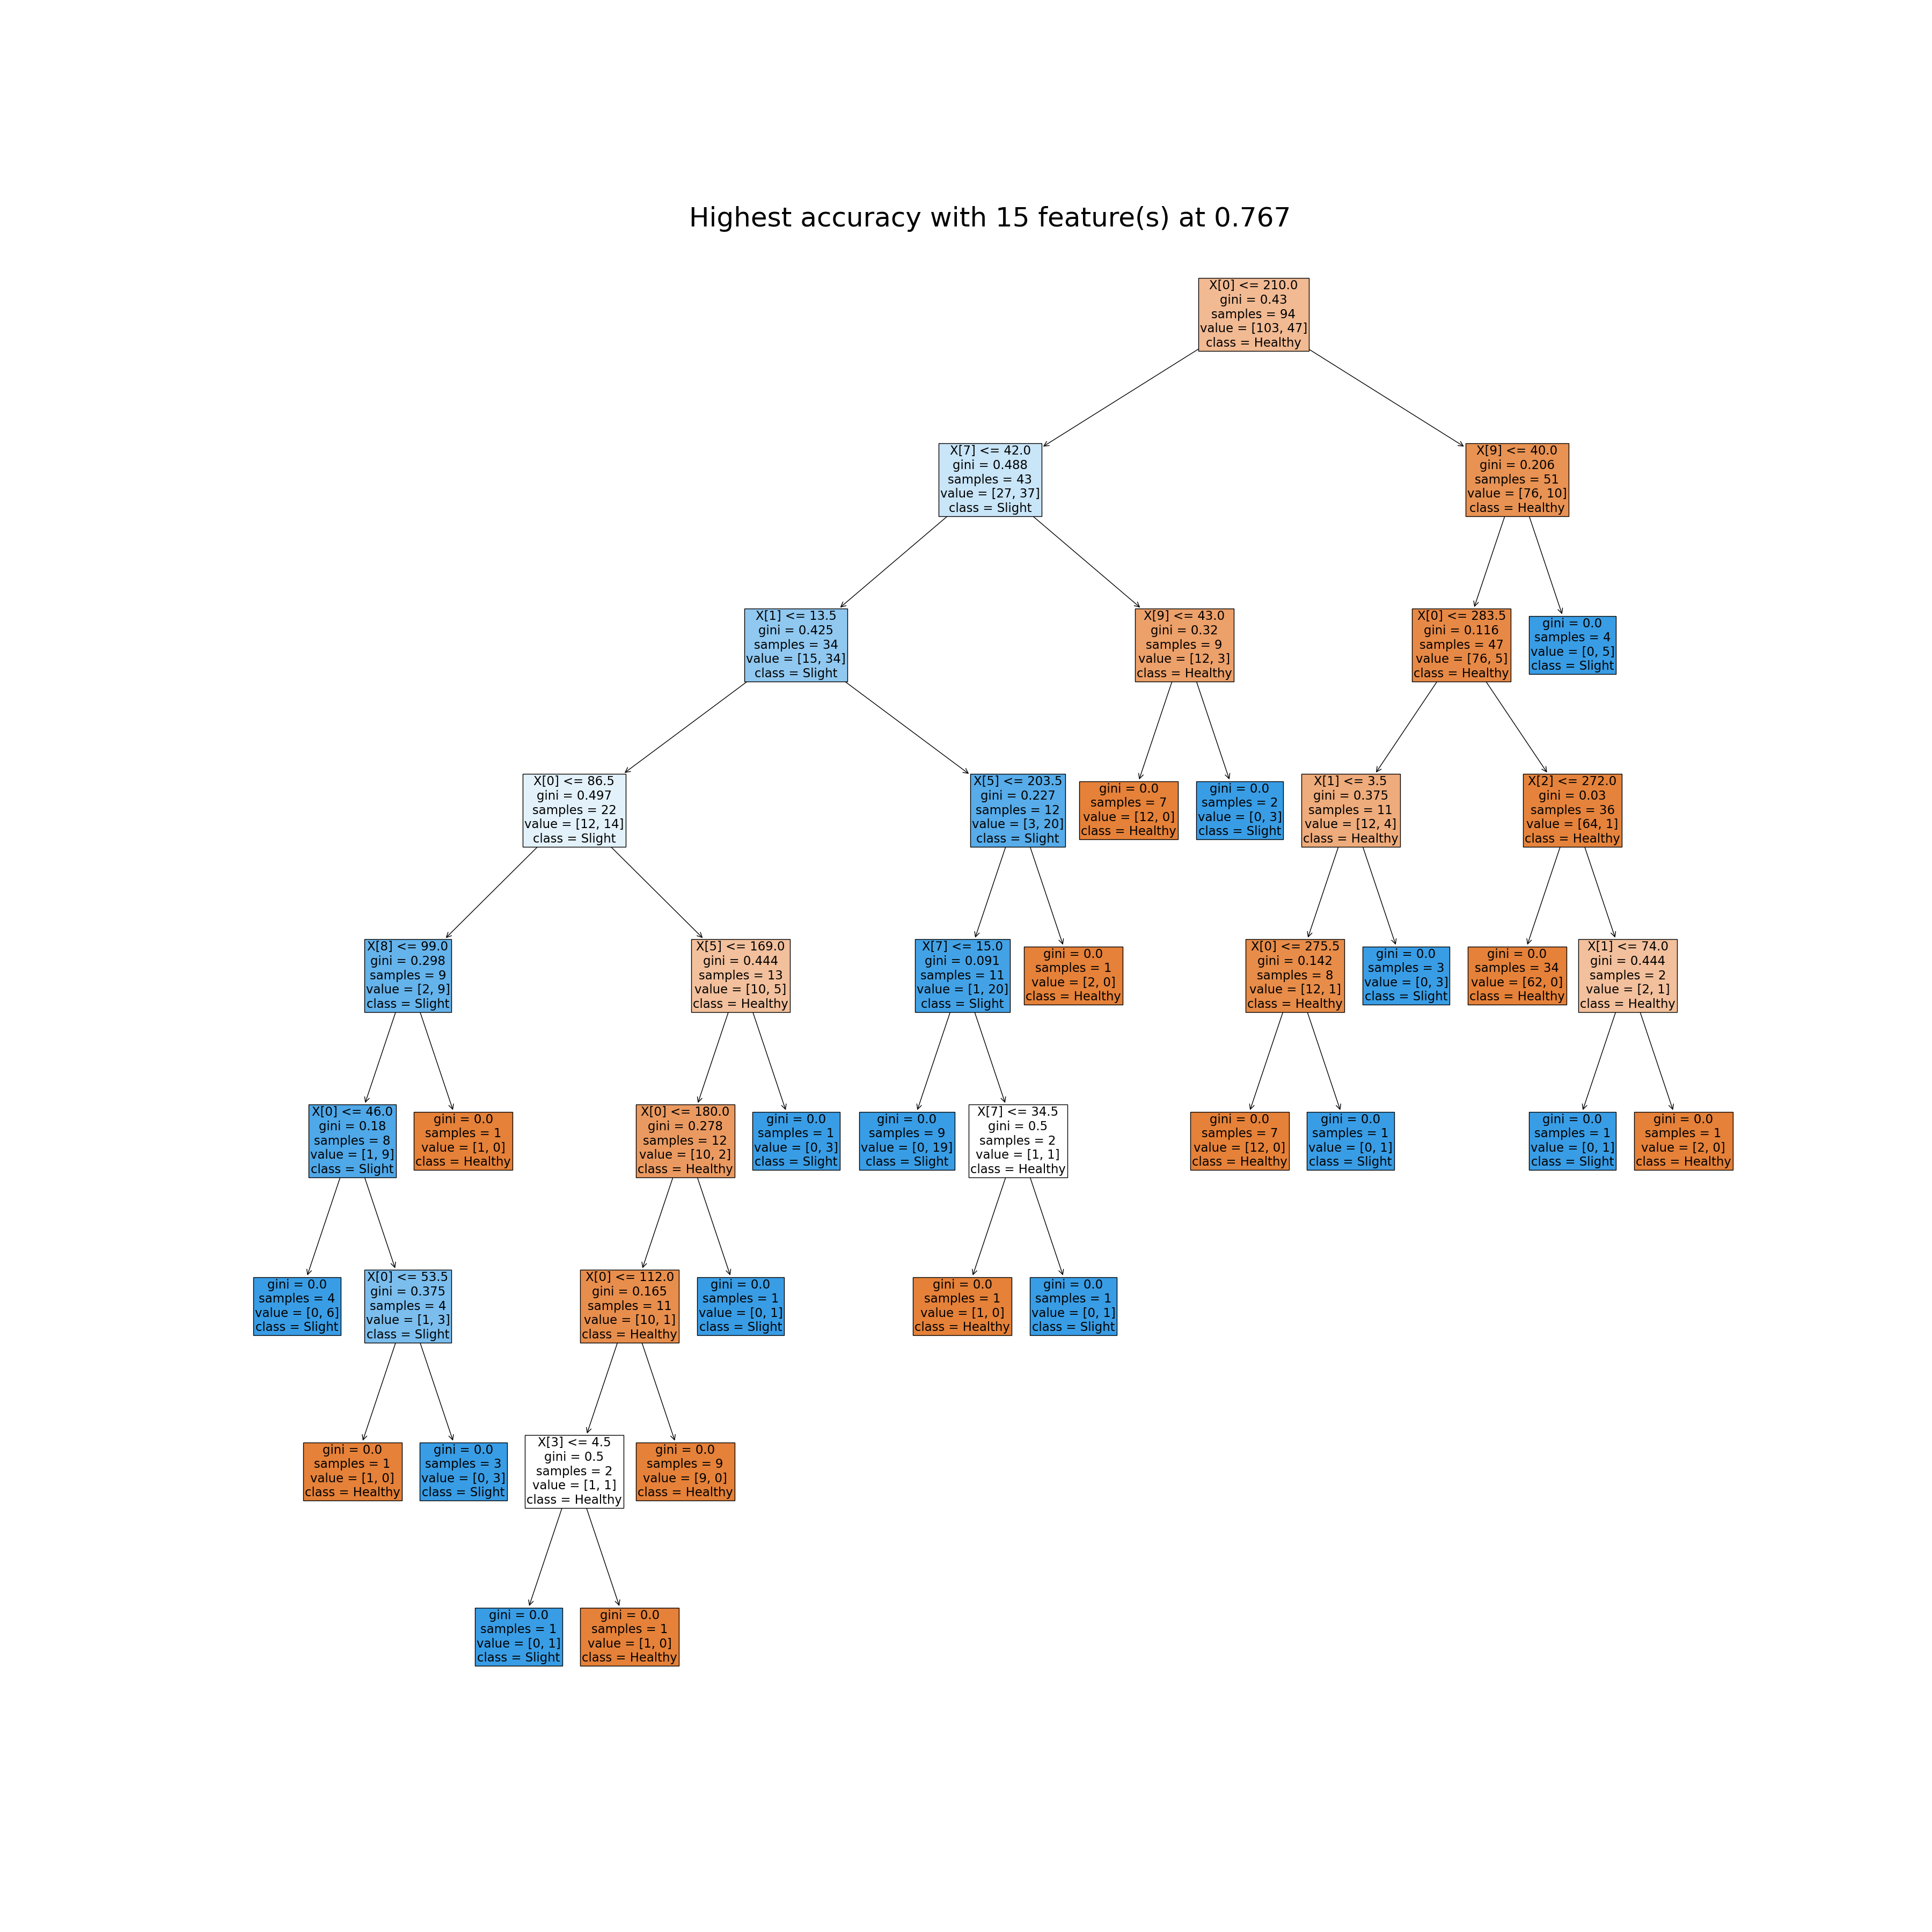 Highest accuracy with 15 feature(s) at 0.767
X[0] <= 210.0
gini = 0.43
samples = 94
value = [103, 47]
class = Healthy
X[7] <= 42.0
gini = 0.488
samples = 43
value = [27, 37]
class = Slight
X[9] <= 40.0
gini = 0.206
samples = 51
value = [76, 10]
class = Healthy
X[1] <= 13.5
gini = 0.425
samples = 34
value = [15, 34]
class = Slight
X[9] <= 43.0
gini = 0.32
samples = 9
value = [12, 3]
class = Healthy
X[0] <= 283.5
gini = 0.116
samples = 47
value = [76, 5]
class = Healthy
gini = 0.0
samples = 4
value = [0, 5]
class = Slight
X[0] <= 86.5
gini = 0.497
samples = 22
value = [12, 14]
class = Slight
X[5] <= 203.5
gini = 0.227
samples = 12
value = [3, 20]
class = Slight
gini = 0.0
samples = 7
value = [12, 0]
class = Healthy
gini = 0.0
samples = 2
value = [0, 3]
class = Slight
X[1] <= 3.5
gini = 0.375
samples = 11
value = [12, 4]
class = Healthy
X[2] <= 272.0
gini = 0.03
samples = 36
value = [64, 1]
class = Healthy
X[8] <= 99.0
gini = 0.298
samples = 9
value = [2, 9]
class = Slight
X[5] <= 169.0
gini = 0.444
samples = 13
value = [10, 5]
class = Healthy
X[7] <= 15.0
gini = 0.091
samples = 11
value = [1, 20]
class = Slight
gini = 0.0
samples = 1
value = [2, 0]
class = Healthy
X[0] <= 275.5
gini = 0.142
samples = 8
value = [12, 1]
class = Healthy
gini = 0.0
samples = 3
value = [0, 3]
class = Slight
gini = 0.0
samples = 34
value = [62, 0]
class = Healthy
X[1] <= 74.0
gini = 0.444
samples = 2
value = [2, 1]
class = Healthy
X[0] <= 46.0
gini = 0.18
samples = 8
value = [1, 9]
class = Slight
gini = 0.0
samples = 1
value = [1, 0]
class = Healthy
X[0] <= 180.0
gini = 0.278
samples = 12
value = [10, 2]
class = Healthy
gini = 0.0
samples = 1
value = [0, 3]
class = Slight
gini = 0.0
samples = 9
value = [0, 19]
class = Slight
X[7] <= 34.5
gini = 0.5
samples = 2
value = [1, 1]
class = Healthy
gini = 0.0
samples = 7
value = [12, 0]
class = Healthy
gini = 0.0
samples = 1
value = [0, 1]
class = Slight
gini = 0.0
samples = 1
value = [0, 1]
class = Slight
gini = 0.0
samples = 1
value = [2, 0]
class = Healthy
gini = 0.0
samples = 4
value = [0, 6]
class = Slight
X[0] <= 53.5
gini = 0.375
samples = 4
value = [1, 3]
class = Slight
X[0] <= 112.0
gini = 0.165
samples = 11
value = [10, 1]
class = Healthy
gini = 0.0
samples = 1
value = [0, 1]
class = Slight
gini = 0.0
samples = 1
value = [1, 0]
class = Healthy
gini = 0.0
samples = 1
value = [0, 1]
class = Slight
gini = 0.0
samples = 1
value = [1, 0]
class = Healthy
gini = 0.0
samples = 3
value = [0, 3]
class = Slight
X[3] <= 4.5
gini = 0.5
samples = 2
value = [1, 1]
class = Healthy
gini = 0.0
samples = 9
value = [9, 0]
class = Healthy
gini = 0.0
samples = 1
value = [0, 1]
class = Slight
gini = 0.0
samples = 1
value = [1, 0]
class = Healthy